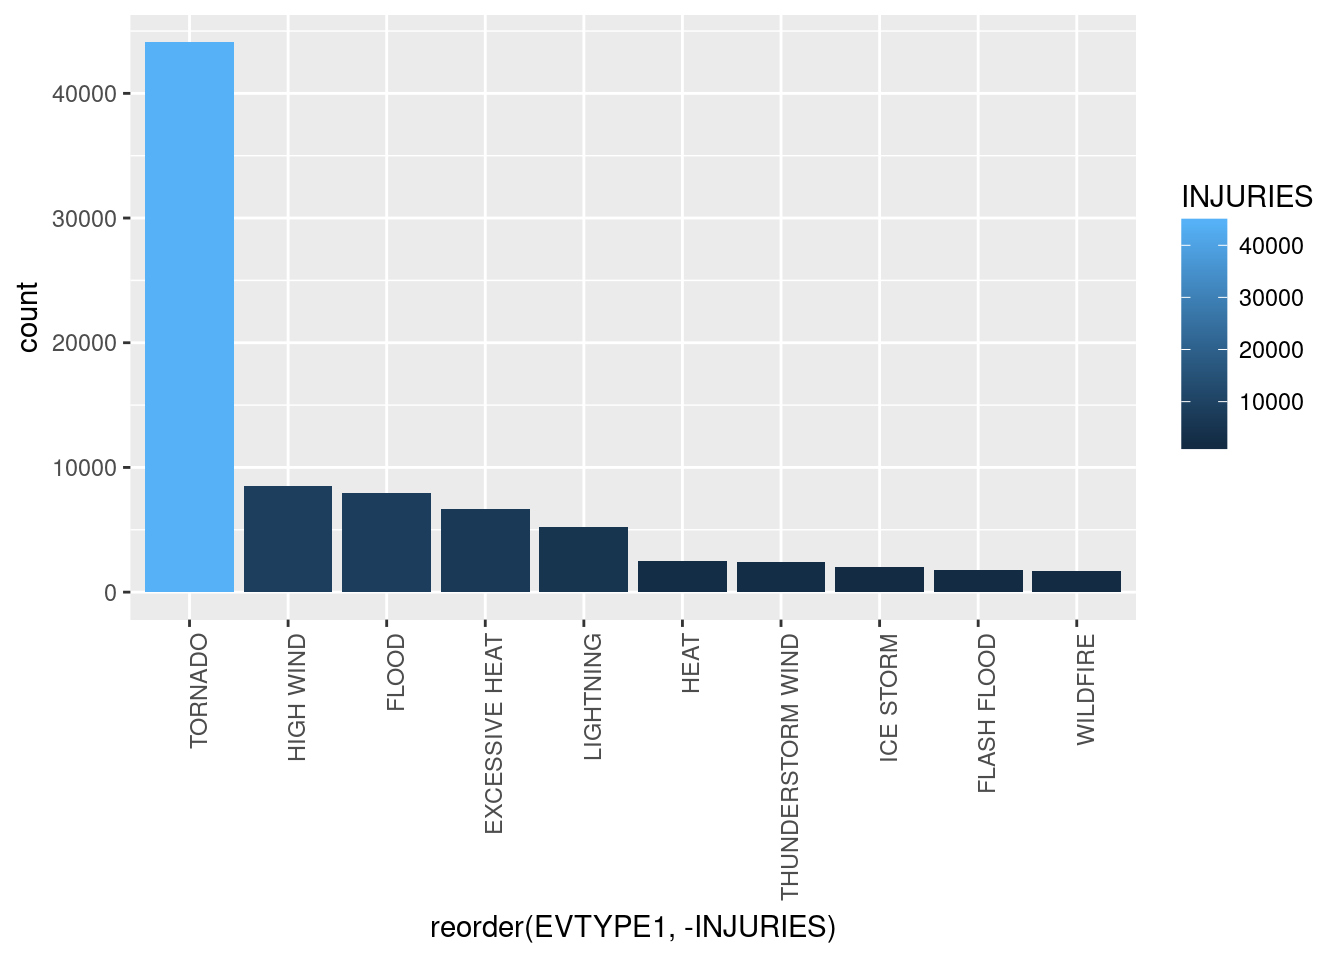 count
40000
30000
20000
10000
0
TORNADO
HIGH WIND
FLOOD
EXCESSIVE HEAT
LIGHTNING
HEAT
THUNDERSTORM WIND
ICE STORM
FLASH FLOOD
WILDFIRE
reorder(EVTYPE1, -INJURIES)
INJURIES
40000
30000
20000
10000